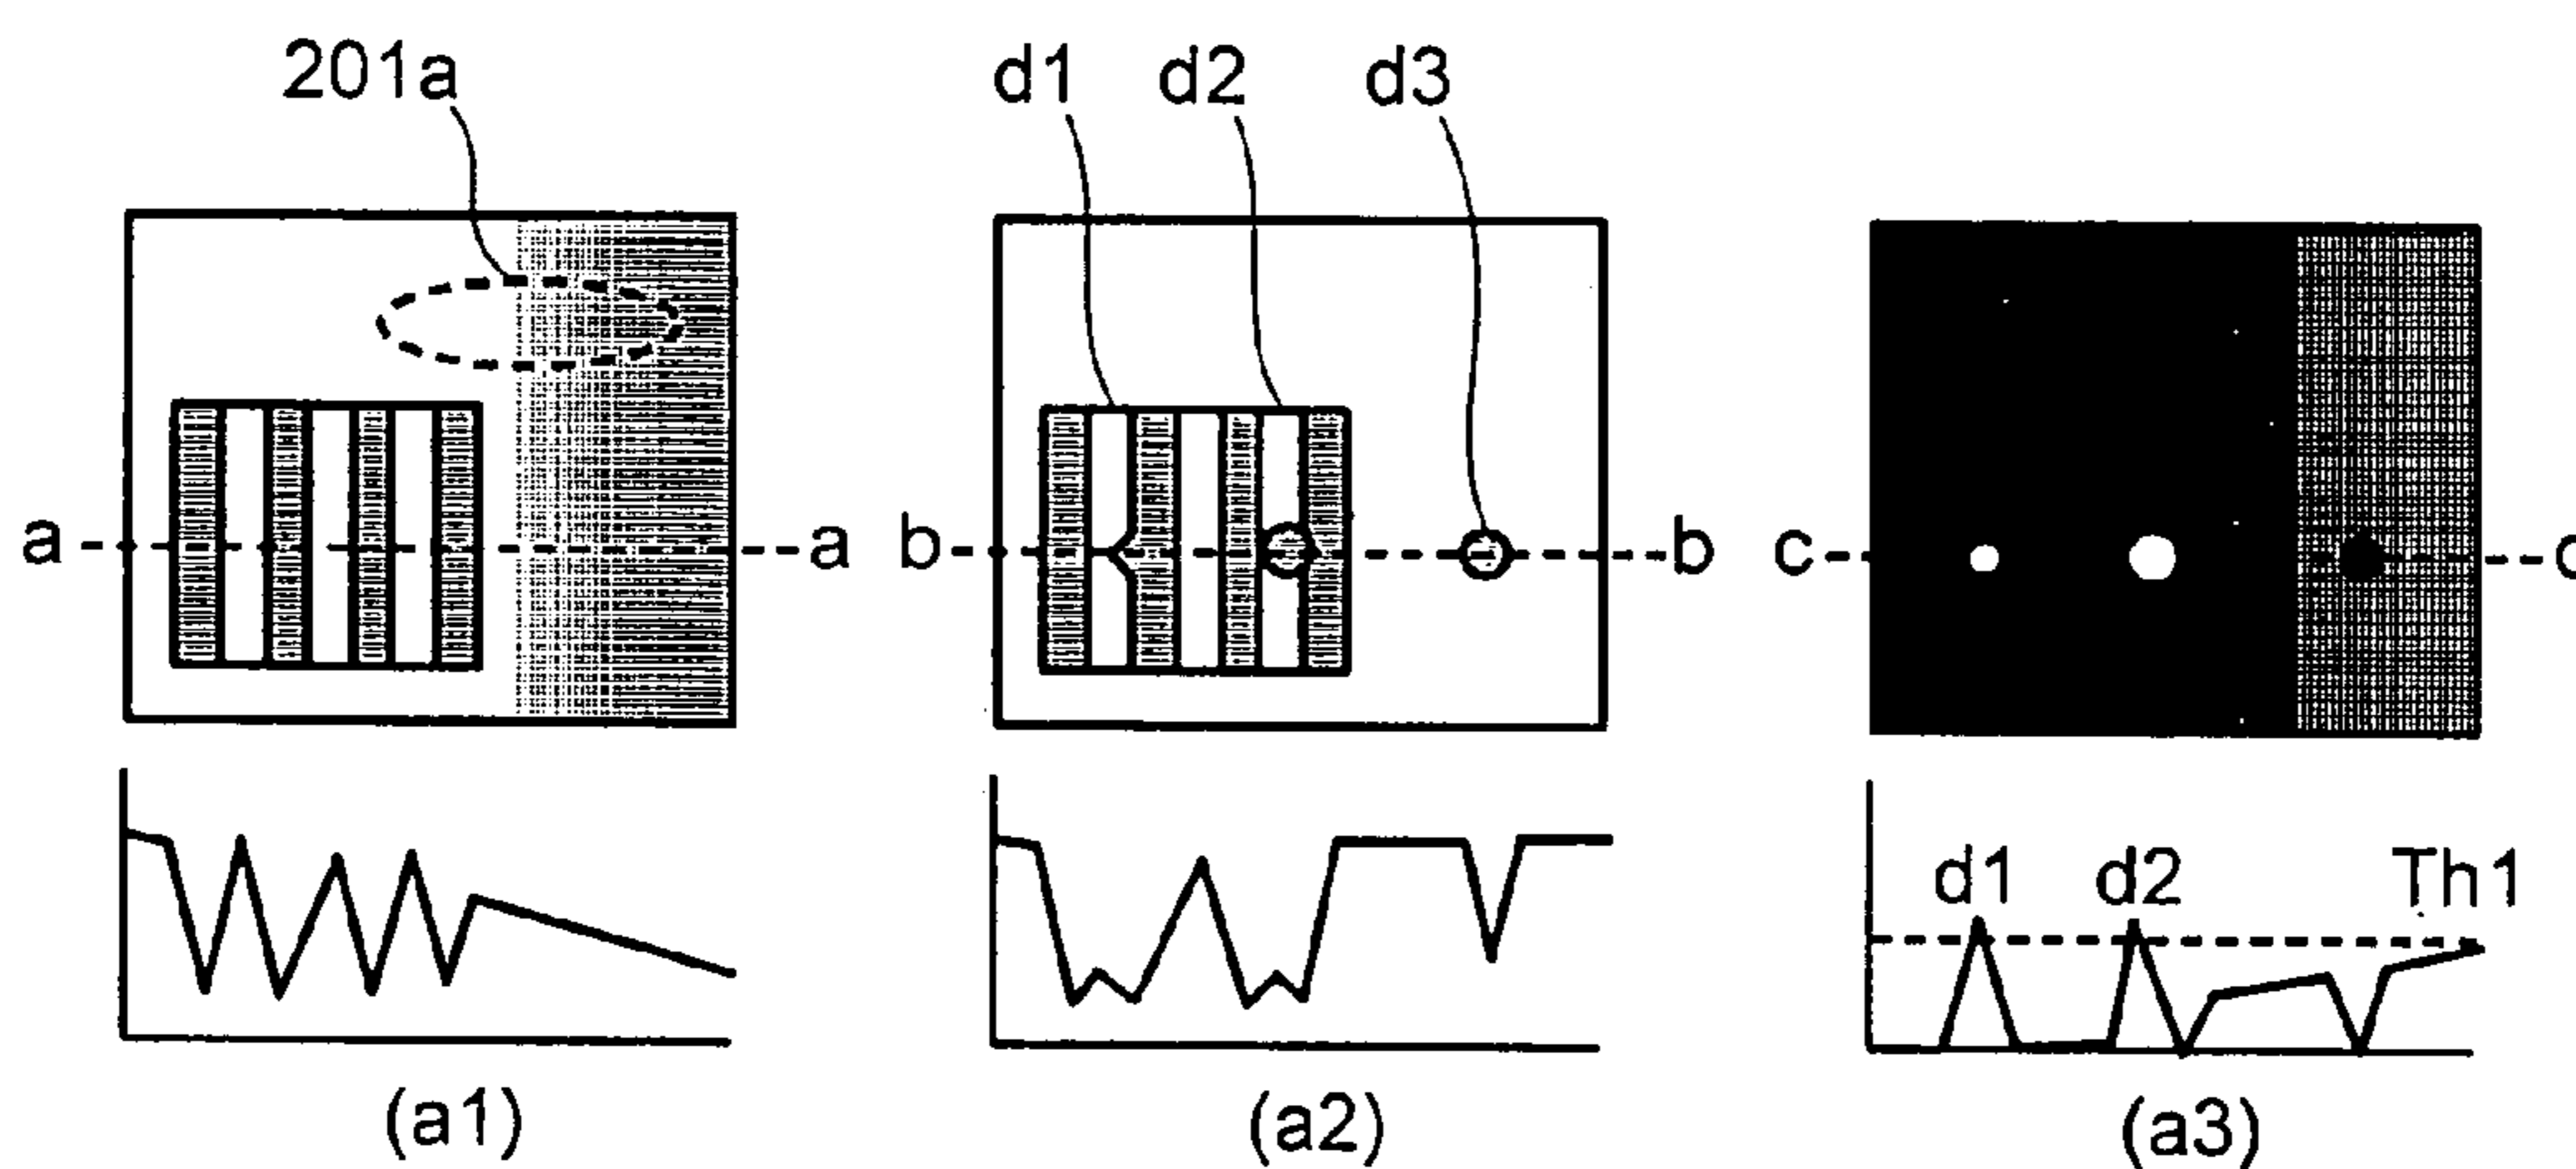 201a
d1 d2 d3
a a b b c c
d1 d2 Th1
(a1) (a2) (a3)